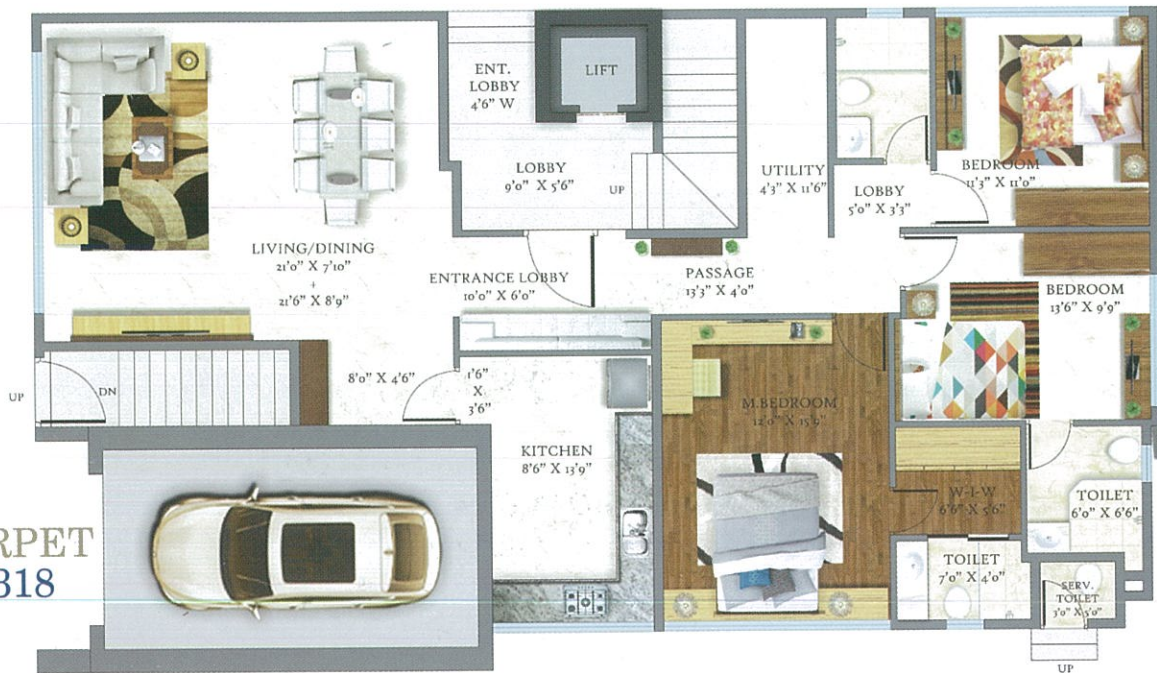 ENT.
LOBBY
4'6" W
LIFT
LOBBY
9'0" X 5'6"
UP
UTILITY
4'3" X 11'6"
LOBBY
5'0" X 3'3"
BEDROOM
11'3" X 11'0"
LIVING/DINING
21'0" X 7'10"
+
21'6" X 8'9"
ENTRANCE LOBBY
10'0" X 6'0"
PASSAGE
13'3" X 4'0"
BEDROOM
13'6" X 9'9"
UP
DN
8'0" X 4'6"
1'6"
X
3'6"
M.BEDROOM
12'0" X 15'9"
KITCHEN
8'6" X 13'9"
W-I-W
6'6" X 5'6"
TOILET
6'0" X 6'6"
TOILET
7'0" X 4'0"
SERV.
TOILET
3'0" X 5'0"
UP
RPET
318